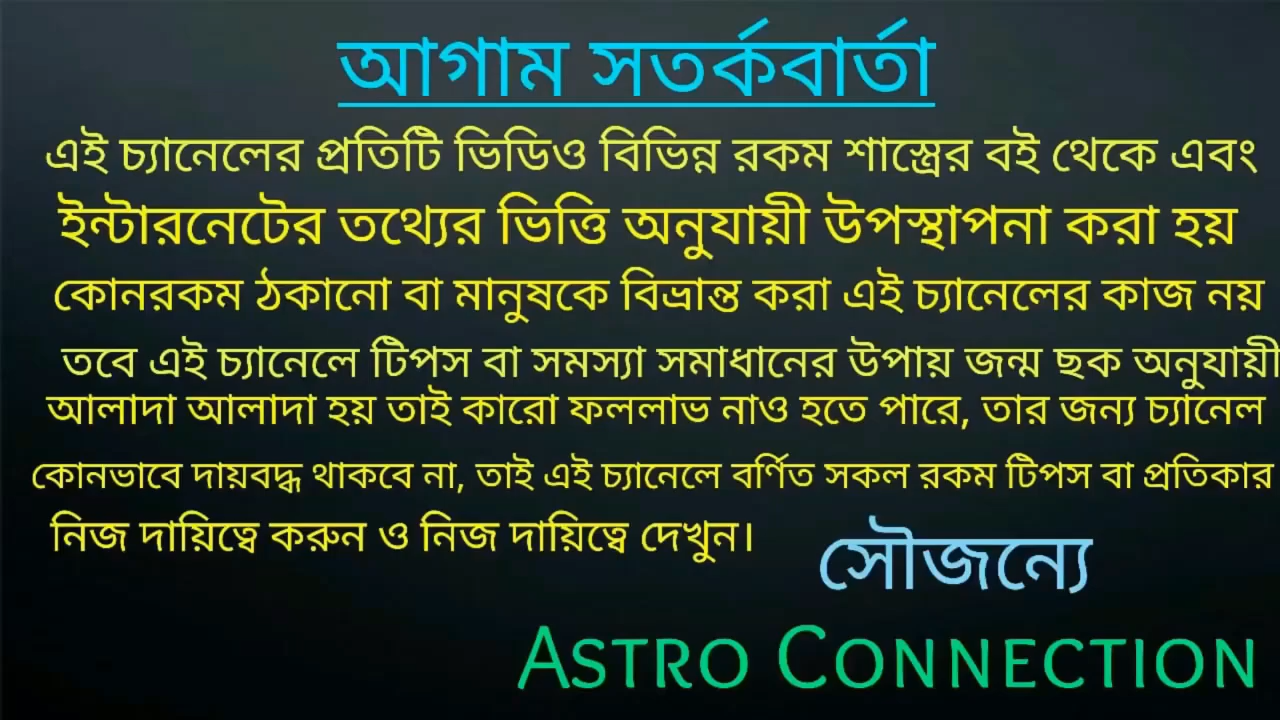 আগাম সতর্কবার্তা
এই চ্যানেলের প্রতিটি ভিডিও বিভিন্ন রকম শাস্ত্রের বই থেকে এবং
ইন্টারনেটের তথ্যের ভিত্তি অনুযায়ী উপস্থাপনা করা হয়
কোনরকম ঠকানো বা মানুষকে বিভ্রান্ত করা এই চ্যানেলের কাজ নয়
তবে এই চ্যানেলে টিপস বা সমস্যা সমাধানের উপায় জন্ম ছক অনুযায়ী
আলাদা আলাদা হয় তাই কারো ফললাভ নাও হতে পারে, তার জন্য চ্যানেল
কোনভাবে দায়বদ্ধ থাকবে না, তাই এই চ্যানেলে বর্ণিত সকল রকম টিপস বা প্রতিকার
নিজ দায়িত্বে করুন ও নিজ দায়িত্বে দেখুন।
সৌজন্যে
ASTRO CONNECTION